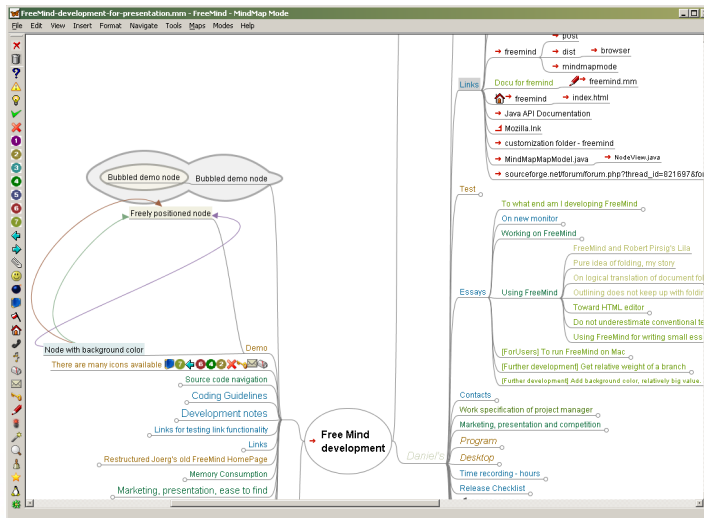 FreeMind-development-for-presentation.mm - FreeMind - MindMap Mode
File Edit View Insert Format Navigate Tools Maps Modes Help
post
freemind
dist
browser
mindmapmode
Links
Docu for fremind
freemind.mm
freemind
index.html
Java API Documentation
Mozilla.lnk
customization folder - freemind
MindMapMapModel.java
NodeView.java
sourceforge.net/forum/forum.php?thread_id=821697&fo
Bubbled demo node
Bubbled demo node
Freely positioned node
Test
To what end am I developing FreeMind
On new monitor
Working on FreeMind
FreeMind and Robert Pirsig's Lila
Pure idea of folding, my story
On logical translation of document fol
Outlining does not keep up with foldin
Essays
Using FreeMind
Toward HTML editor
Do not underestimate conventional te
Using FreeMind for writing small ess
[ForUsers] To run FreeMind on Mac
[Further development] Get relative weight of a branch
[Further development] Add background color, relatively big value.
Node with background color
Demo
There are many icons available
Source code navigation
Coding Guidelines
Development notes
Links for testing link functionality
Links
Restructured Joerg's old FreeMind HomePage
Memory Consumption
Marketing, presentation, ease to find
Free Mind
development
Daniel's
Contacts
Work specification of project manager
Marketing, presentation and competition
Program
Desktop
Time recording - hours
Release Checklist